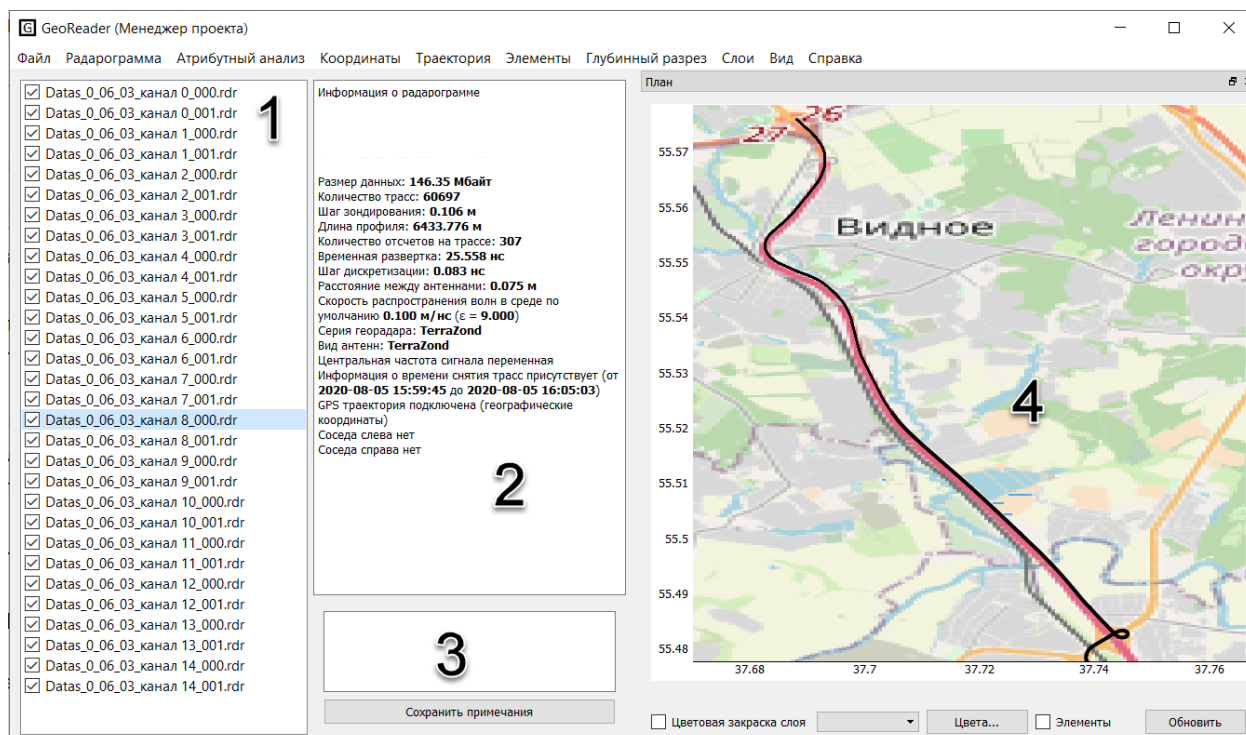 GeoReader (Менеджер проекта)
Файл Радарограмма Атрибутный анализ Координаты Траектория Элементы Глубинный разрез Слои Вид Справка
Datas_0_06_03_канал 0_000.rdr
Datas_0_06_03_канал 0_001.rdr
Datas_0_06_03_канал 1_000.rdr
Datas_0_06_03_канал 1_001.rdr
Datas_0_06_03_канал 2_000.rdr
Datas_0_06_03_канал 2_001.rdr
Datas_0_06_03_канал 3_000.rdr
Datas_0_06_03_канал 3_001.rdr
Datas_0_06_03_канал 4_000.rdr
Datas_0_06_03_канал 4_001.rdr
Datas_0_06_03_канал 5_000.rdr
Datas_0_06_03_канал 5_001.rdr
Datas_0_06_03_канал 6_000.rdr
Datas_0_06_03_канал 6_001.rdr
Datas_0_06_03_канал 7_000.rdr
Datas_0_06_03_канал 7_001.rdr
Datas_0_06_03_канал 8_000.rdr
Datas_0_06_03_канал 8_001.rdr
Datas_0_06_03_канал 9_000.rdr
Datas_0_06_03_канал 9_001.rdr
Datas_0_06_03_канал 10_000.rdr
Datas_0_06_03_канал 10_001.rdr
Datas_0_06_03_канал 11_000.rdr
Datas_0_06_03_канал 11_001.rdr
Datas_0_06_03_канал 12_000.rdr
Datas_0_06_03_канал 12_001.rdr
Datas_0_06_03_канал 13_000.rdr
Datas_0_06_03_канал 13_001.rdr
Datas_0_06_03_канал 14_000.rdr
Datas_0_06_03_канал 14_001.rdr
1
Информация о радарограмме
Размер данных: 146.35 Мбайт
Количество трасс: 60697
Шаг зондирования: 0.106 м
Длина профиля: 6433.776 м
Количество отсчетов на трассе: 307
Временная развертка: 25.558 нс
Шаг дискретизации: 0.083 нс
Расстояние между антеннами: 0.075 м
Скорость распространения волн в среде по
умолчанию 0.100 м/нс (ε = 9.000)
Серия георадара: TerraZond
Вид антенн: TerraZond
Центральная частота сигнала переменная
Информация о времени снятия трасс присутствует (от
2020-08-05 15:59:45 до 2020-08-05 16:05:03)
GPS траектория подключена (географические
координаты)
Соседа слева нет
Соседа справа нет
2
3
Сохранить примечания
План
26
27
Видное
Ленин
городс
окру
4
55.57
55.56
55.55
55.54
55.53
55.52
55.51
55.5
55.49
55.48
37.68 37.7 37.72 37.74 37.76
Цветовая закраска слоя Цвета... Элементы Обновить